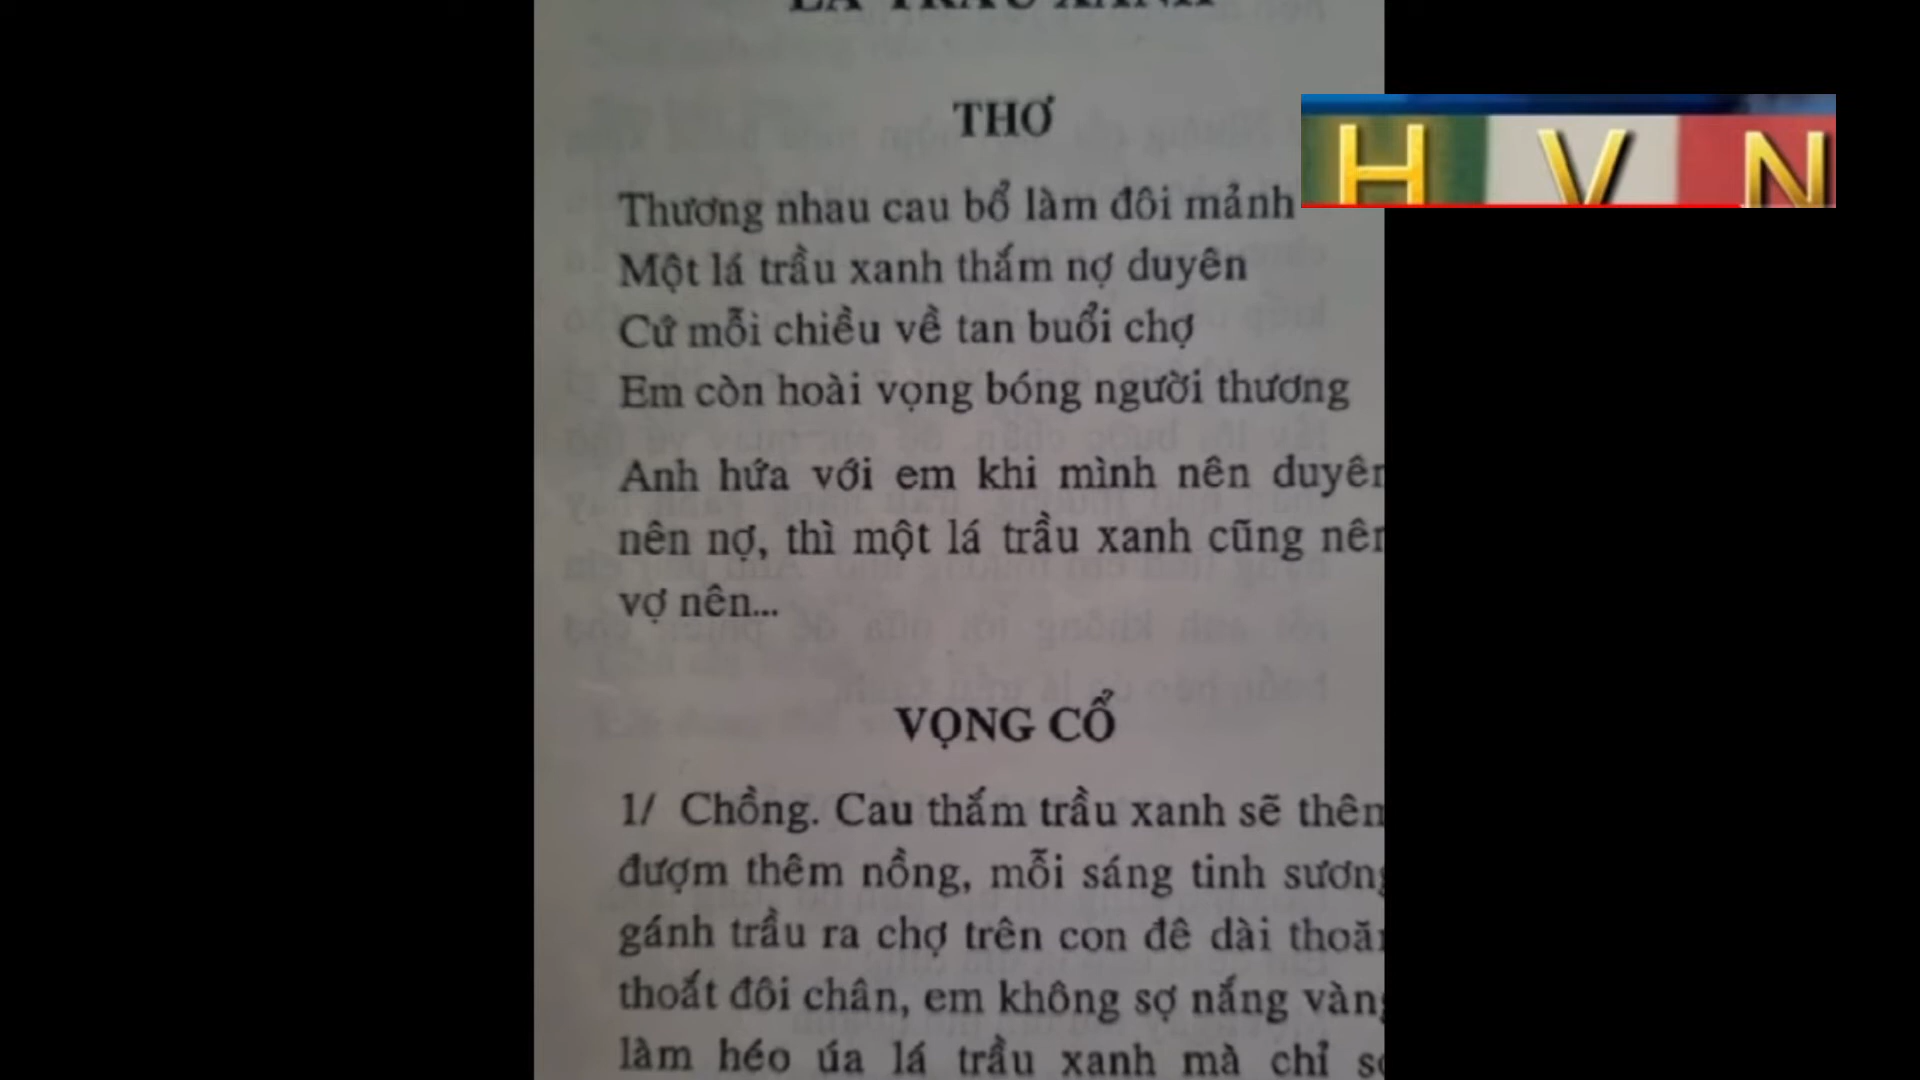 LÁ TRẦU XANH
THƠ
H V N
Thương nhau cau bổ làm đôi mảnh
Một lá trầu xanh thắm nợ duyên
Cứ mỗi chiều về tan buổi chợ
Em còn hoài vọng bóng người thương
Anh hứa với em khi mình nên duyên
nên nợ, thì một lá trầu xanh cũng nên
vợ nên...
VỌNG CỔ
1/ Chồng. Cau thắm trầu xanh sẽ thêm
đượm thêm nồng, mỗi sáng tinh sương
gánh trầu ra chợ trên con đê dài thoăn
thoắt đôi chân, em không sợ nắng vàng
làm héo úa lá trầu xanh mà chỉ sợ